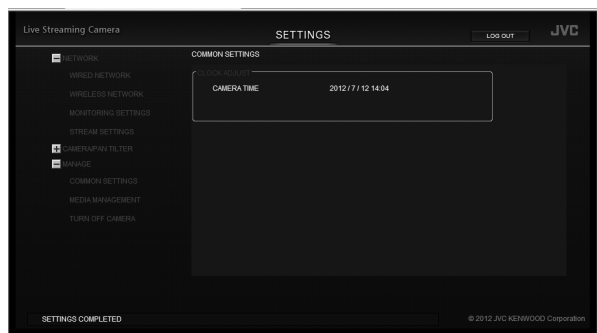 Live Streaming Camera
SETTINGS
LOG OUT
JVC
NETWORK
WIRED NETWORK
WIRELESS NETWORK
MONITORING SETTINGS
STREAM SETTINGS
CAMERA/PAN TILTER
MANAGE
COMMON SETTINGS
MEDIA MANAGEMENT
TURN OFF CAMERA
COMMON SETTINGS
CLOCK ADJUST
CAMERA TIME 2012 / 7 / 12 14:04
SETTINGS COMPLETED
© 2012 JVC KENWOOD Corporation